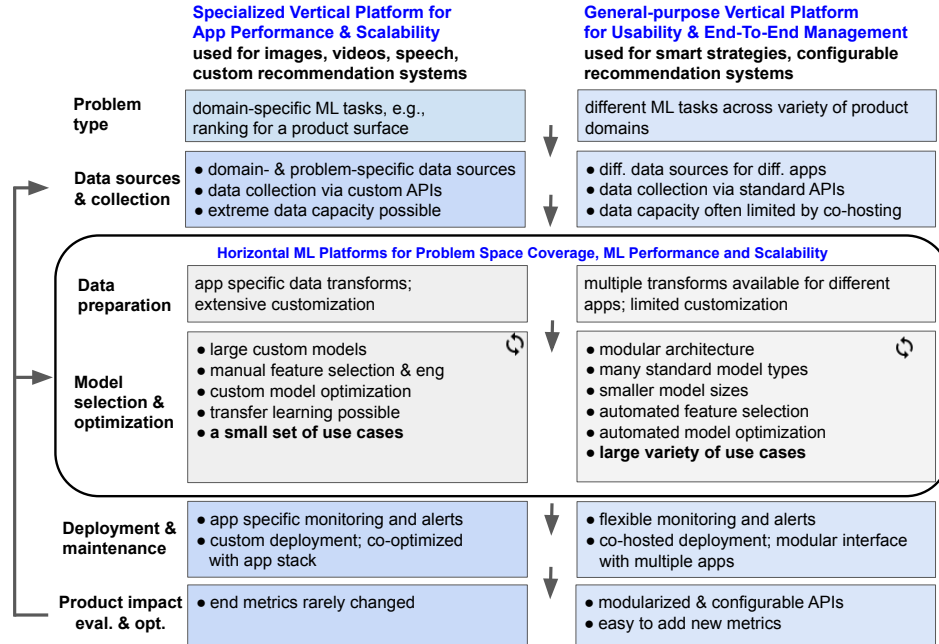 Specialized Vertical Platform for
App Performance & Scalability
used for images, videos, speech,
custom recommendation systems
General-purpose Vertical Platform
for Usability & End-To-End Management
used for smart strategies, configurable
recommendation systems
Problem
type
domain-specific ML tasks, e.g.,
ranking for a product surface
different ML tasks across variety of product
domains
Data sources
& collection
● domain- & problem-specific data sources
● data collection via custom APIs
● extreme data capacity possible
● diff. data sources for diff. apps
● data collection via standard APIs
● data capacity often limited by co-hosting
Horizontal ML Platforms for Problem Space Coverage, ML Performance and Scalability
Data
preparation
app specific data transforms;
extensive customization
multiple transforms available for different
apps; limited customization
Model
selection &
optimization
● large custom models
● manual feature selection & eng
● custom model optimization
● transfer learning possible
● a small set of use cases
● modular architecture
● many standard model types
● smaller model sizes
● automated feature selection
● automated model optimization
● large variety of use cases
Deployment &
maintenance
● app specific monitoring and alerts
● custom deployment; co-optimized
with app stack
● flexible monitoring and alerts
● co-hosted deployment; modular interface
with multiple apps
Product impact
eval. & opt.
● end metrics rarely changed
● modularized & configurable APIs
● easy to add new metrics